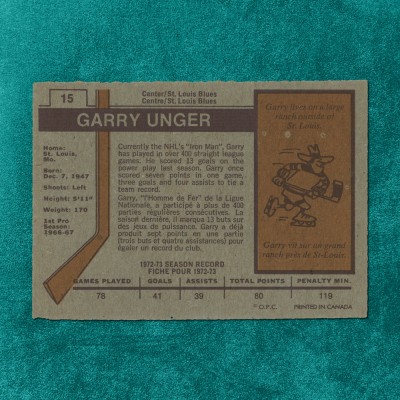 15
Center/St. Louis Blues
Centre/St. Louis Blues
GARRY UNGER
Home:
St. Louis,
Mo.
Born:
Dec. 7, 1947
Shoots: Left
Height: 5'11"
Weight: 170
1st Pro
Season:
1966-67
Currently the NHL's "Iron Man", Garry
has played in over 400 straight league
games. He scored 13 goals on the
power play last season. Garry once
scored seven points in one game,
three goals and four assists to tie a
team record.
Garry, "l'Homme de Fer" de la Ligue
Nationale, a participé à plus de 400
parties régulières consécutives. La
saison dernière, il marqua 13 buts sur
des jeux de puissance. Garry a déjà
produit sept points en une partie
(trois buts et quatre assistances) pour
égaler un record du club.
Garry lives on a large
ranch outside of
St. Louis.
Garry vit sur un grand
ranch près de St-Louis.
1972-73 SEASON RECORD
FICHE POUR 1972-73
GAMES PLAYED GOALS ASSISTS TOTAL POINTS PENALTY MIN.
78 41 39 80 119
© O.P.C. PRINTED IN CANADA